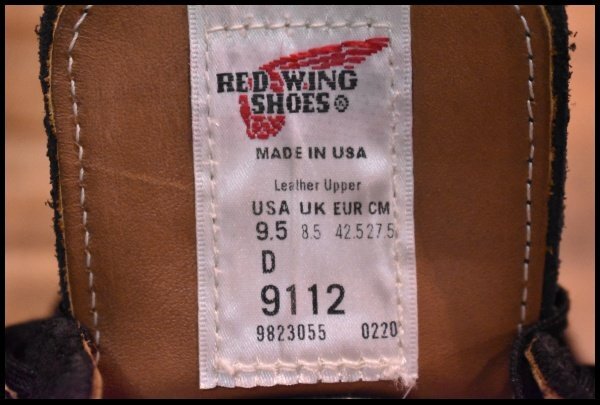 RED WING
SHOES®
MADE IN USA
Leather Upper
USA UK EUR CM
9.5 8.5 42.5 27.5
D
9112
9823055 0220